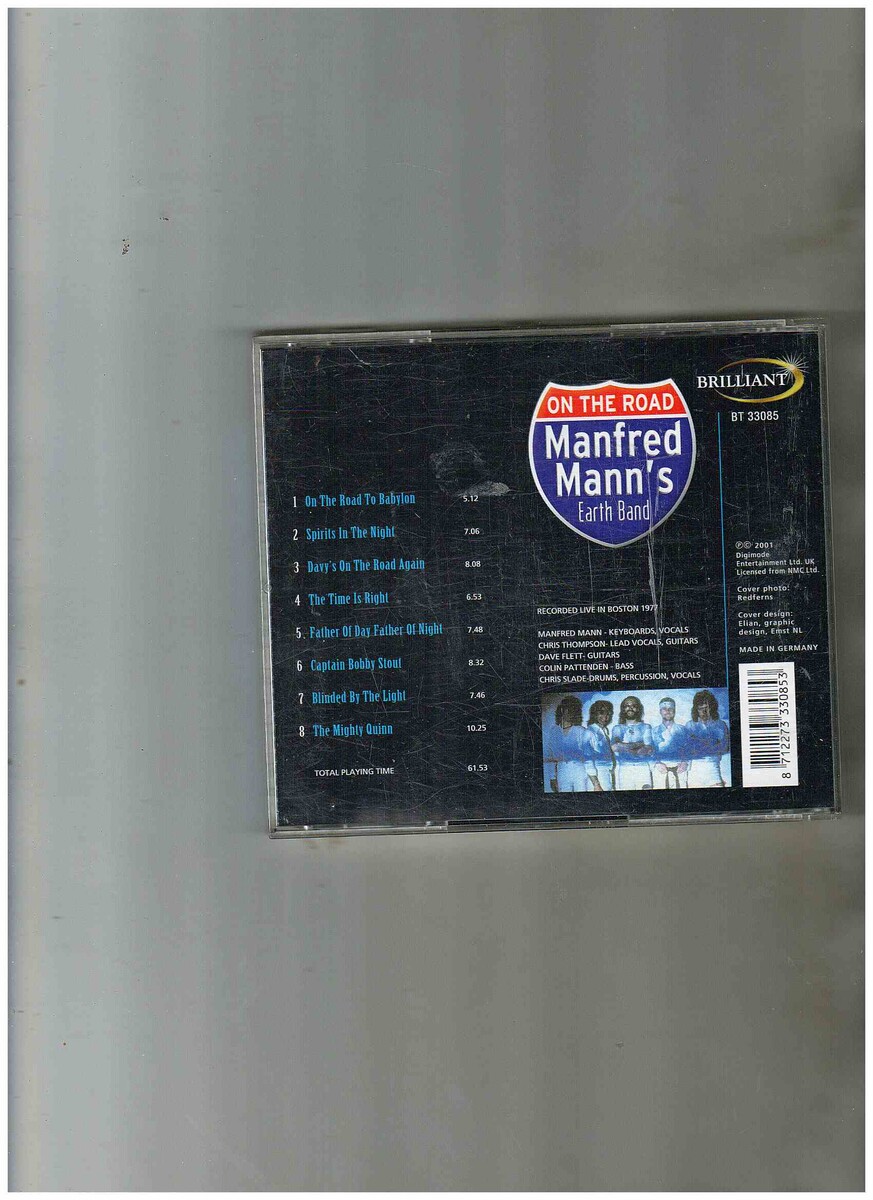 BRILLIANT
BT 33085
ON THE ROAD
Manfred
Mann's
Earth Band
1 On The Road To Babylon 5.12
2 Spirits In The Night 7.06
3 Davy's On The Road Again 8.08
4 The Time Is Right 6.53
5 Father Of Day Father Of Night 7.48
6 Captain Bobby Stout 8.32
7 Blinded By The Light 7.46
8 The Mighty Quinn 10.25
TOTAL PLAYING TIME 61.53
RECORDED LIVE IN BOSTON 1977
MANFRED MANN - KEYBOARDS, VOCALS
CHRIS THOMPSON- LEAD VOCALS, GUITARS
DAVE FLETT- GUITARS
COLIN PATTENDEN - BASS
CHRIS SLADE-DRUMS, PERCUSSION, VOCALS
℗© 2001
Digimode
Entertainment Ltd. UK
Licensed from NMC Ltd.
Cover photo:
Redferns
Cover design:
Elian, graphic
design, Emst NL
MADE IN GERMANY
8 712273 330853